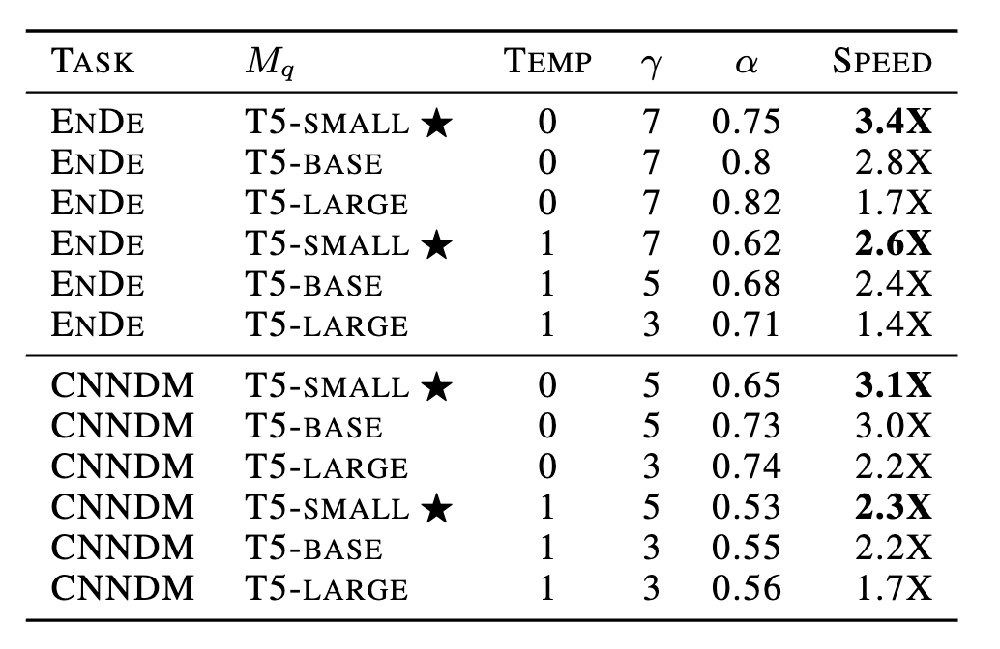 TASK M_q TEMP γ α SPEED
ENDE T5-SMALL ★ 0 7 0.75 3.4X
ENDE T5-BASE 0 7 0.8 2.8X
ENDE T5-LARGE 0 7 0.82 1.7X
ENDE T5-SMALL ★ 1 7 0.62 2.6X
ENDE T5-BASE 1 5 0.68 2.4X
ENDE T5-LARGE 1 3 0.71 1.4X
CNNDM T5-SMALL ★ 0 5 0.65 3.1X
CNNDM T5-BASE 0 5 0.73 3.0X
CNNDM T5-LARGE 0 3 0.74 2.2X
CNNDM T5-SMALL ★ 1 5 0.53 2.3X
CNNDM T5-BASE 1 3 0.55 2.2X
CNNDM T5-LARGE 1 3 0.56 1.7X